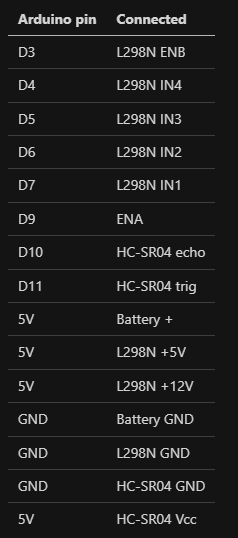 Arduino pin Connected
D3 L298N ENB
D4 L298N IN4
D5 L298N IN3
D6 L298N IN2
D7 L298N IN1
D9 ENA
D10 HC-SR04 echo
D11 HC-SR04 trig
5V Battery +
5V L298N +5V
5V L298N +12V
GND Battery GND
GND L298N GND
GND HC-SR04 GND
5V HC-SR04 Vcc